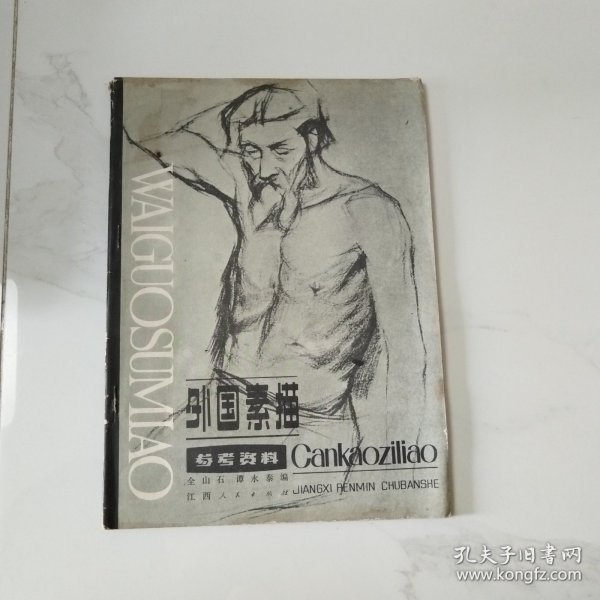 WAIGUOSUMIAO
外国素描
参考资料 Cankaoziliao
全山石 谭永泰编
江西人民出版社 JIANGXI RENMIN CHUBANSHE
孔夫子旧书网
www.kongfz.com